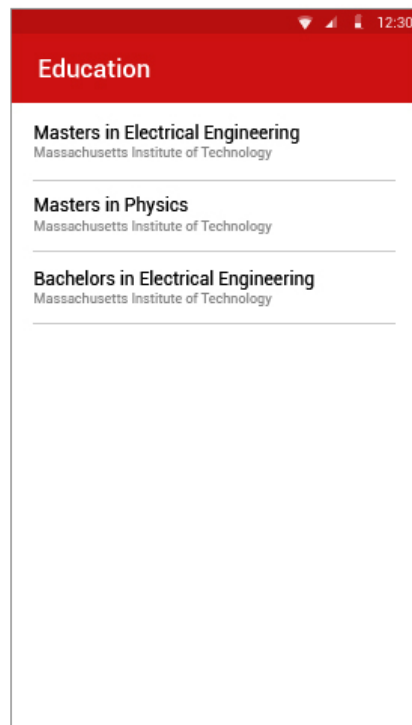 12:30
Education
Masters in Electrical Engineering
Massachusetts Institute of Technology
Masters in Physics
Massachusetts Institute of Technology
Bachelors in Electrical Engineering
Massachusetts Institute of Technology